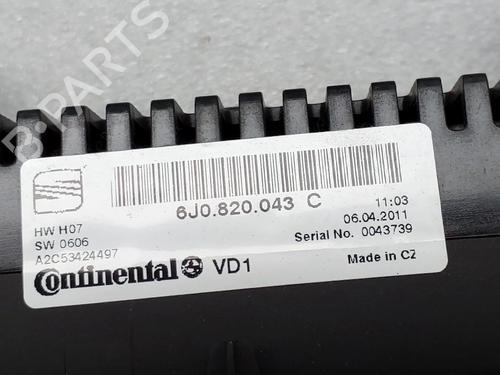 B-PARTS
6J0.820.043 C
11:03
06.04.2011
HW H07
SW 0606
A2C53424497
Serial No. 0043739
Continental VD1
Made in CZ